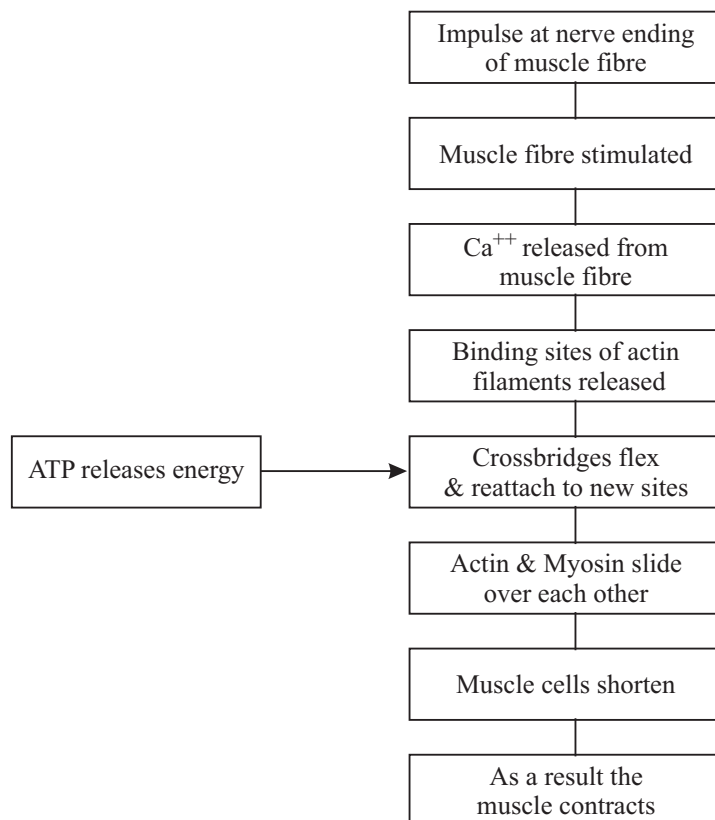 Impulse at nerve ending
of muscle fibre
Muscle fibre stimulated
Ca⁺⁺ released from
muscle fibre
Binding sites of actin
filaments released
ATP releases energy
Crossbridges flex
& reattach to new sites
Actin & Myosin slide
over each other
Muscle cells shorten
As a result the
muscle contracts